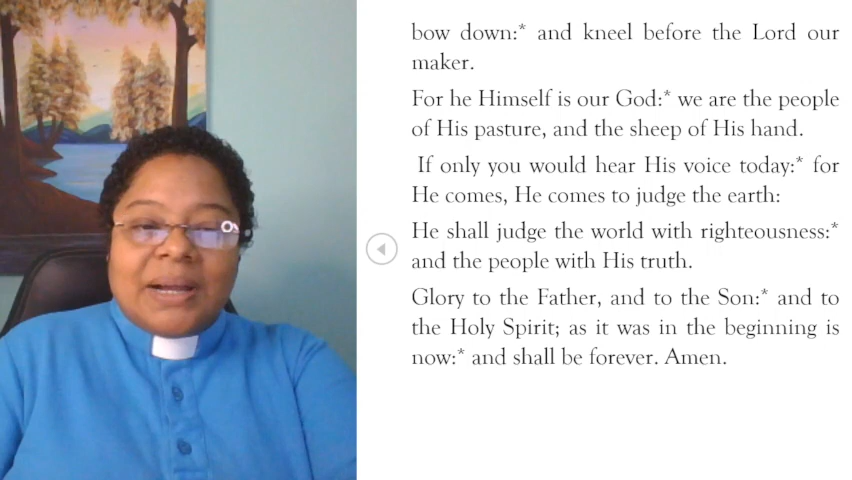 bow down:* and kneel before the Lord our
maker.
For he Himself is our God:* we are the people
of His pasture, and the sheep of His hand.
If only you would hear His voice today:* for
He comes, He comes to judge the earth:
He shall judge the world with righteousness:*
and the people with His truth.
Glory to the Father, and to the Son:* and to
the Holy Spirit; as it was in the beginning is
now:* and shall be forever. Amen.